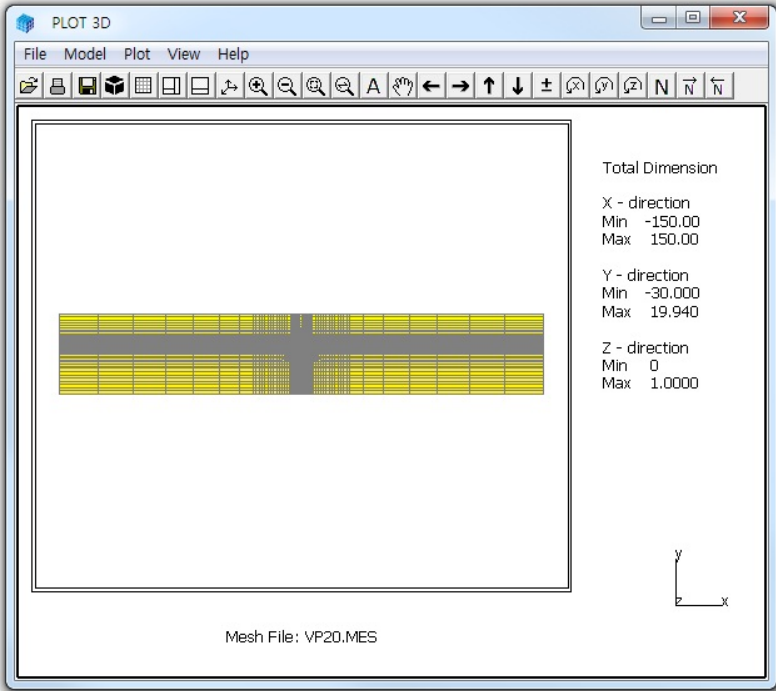 PLOT 3D
File Model Plot View Help
A N N N
Total Dimension
X - direction
Min -150.00
Max 150.00
Y - direction
Min -30.000
Max 19.940
Z - direction
Min 0
Max 1.0000
y
z x
Mesh File: VP20.MES